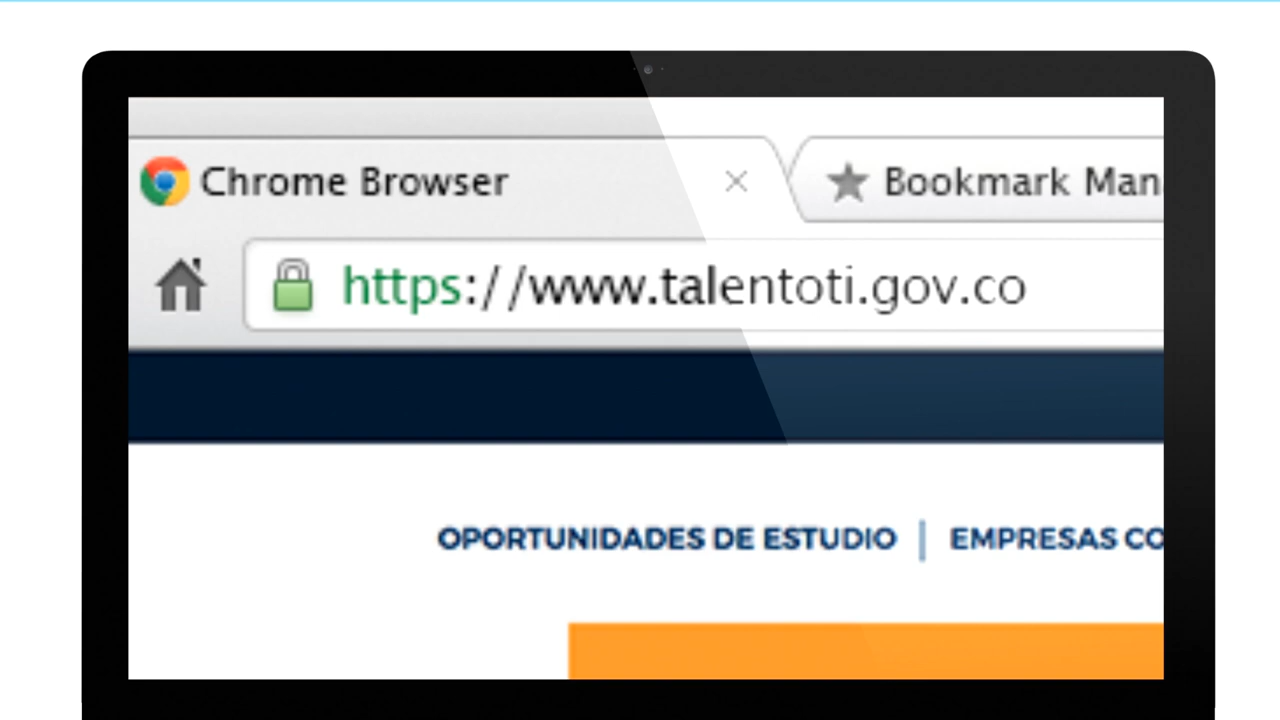 Chrome Browser
Bookmark Man
https://www.talentoti.gov.co
OPORTUNIDADES DE ESTUDIO | EMPRESAS CO